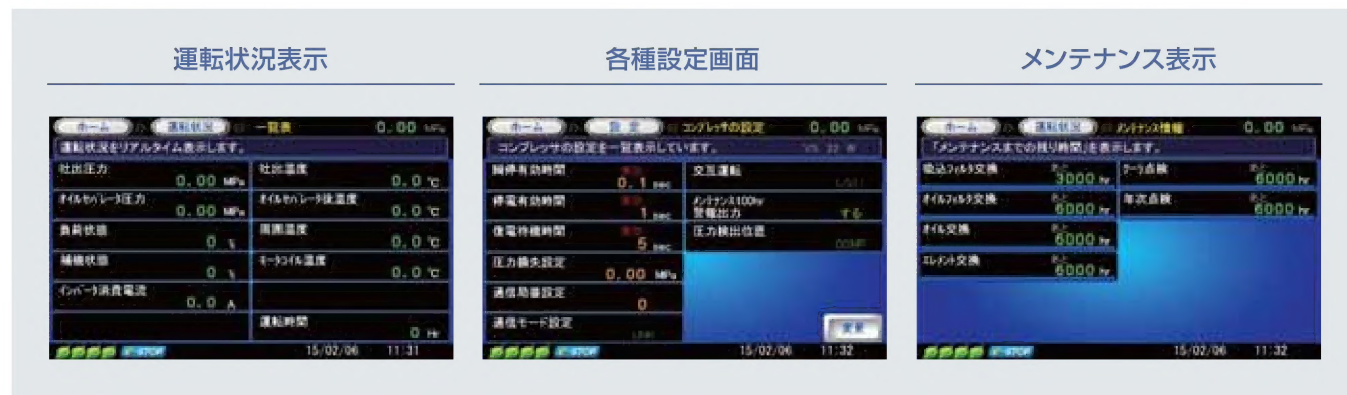 運転状況表示
ホーム 運転状況 一覧表 0.00 MPa
運転状況をリアルタイム表示します。
吐出圧力 0.00 MPa 吐出温度 0.0 ℃
オイルセパレータ圧力 0.00 MPa オイルセパレータ後温度 0.0 ℃
負荷状態 0 % 周囲温度 0.0 ℃
補機状態 0 % モータコイル温度 0.0 ℃
インバータ消費電流 0.0 A
運転時間 0 Hr
15/02/06 11:31
各種設定画面
ホーム 設定 コンプレッサの設定 0.00 MPa
コンプレッサの設定を一覧表示しています。
瞬停有効時間 0.1 sec 交互運転
停電有効時間 1 sec メンテナンス100hr
警報出力 する
復電待機時間 5 sec 圧力検出位置
圧力損失設定 0.00 MPa
通信局番設定 0
通信モード設定
変更
15/02/06 11:32
メンテナンス表示
ホーム 運転状況 メンテナンス情報 0.00 MPa
「メンテナンスまでの残り時間」を表示します。
吸込フィルタ交換 あと 3000 hr クーラ点検 あと 6000 hr
オイルフィルタ交換 あと 6000 hr 年次点検 あと 6000 hr
オイル交換 あと 6000 hr
エレメント交換 あと 6000 hr
15/02/06 11:32